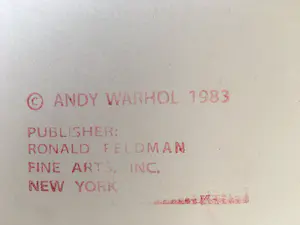 © ANDY WARHOL 1983
PUBLISHER:
RONALD FELDMAN
FINE ARTS, INC.
NEW YORK